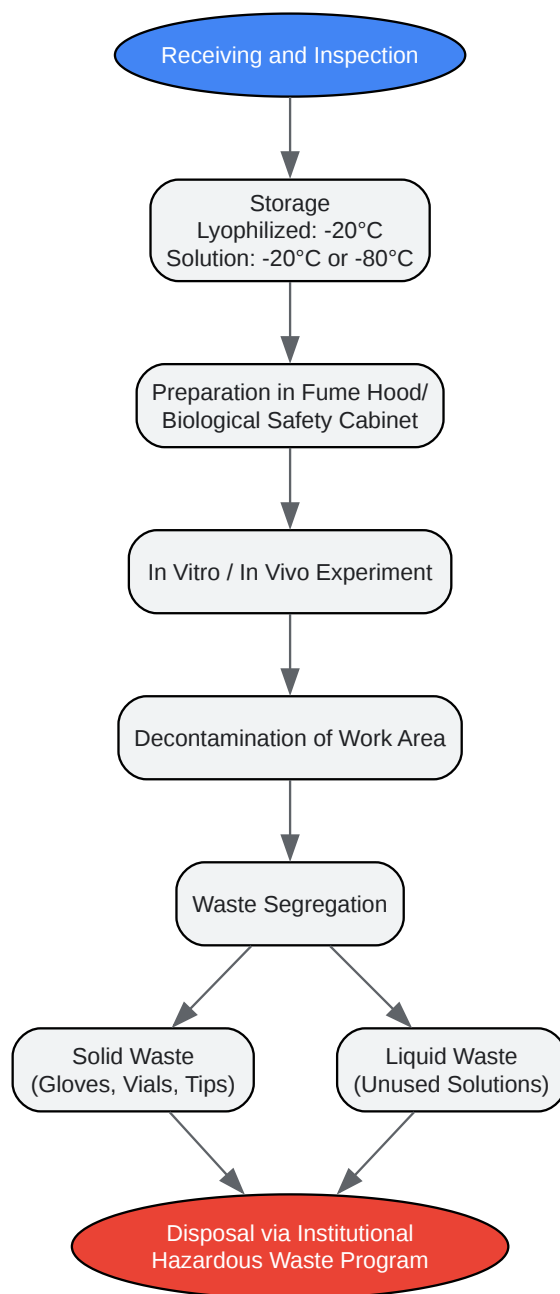 Receiving and Inspection
Storage
Lyophilized: -20°C
Solution: -20°C or -80°C
Preparation in Fume Hood/
Biological Safety Cabinet
In Vitro / In Vivo Experiment
Decontamination of Work Area
Waste Segregation
Solid Waste
(Gloves, Vials, Tips)
Liquid Waste
(Unused Solutions)
Disposal via Institutional
Hazardous Waste Program